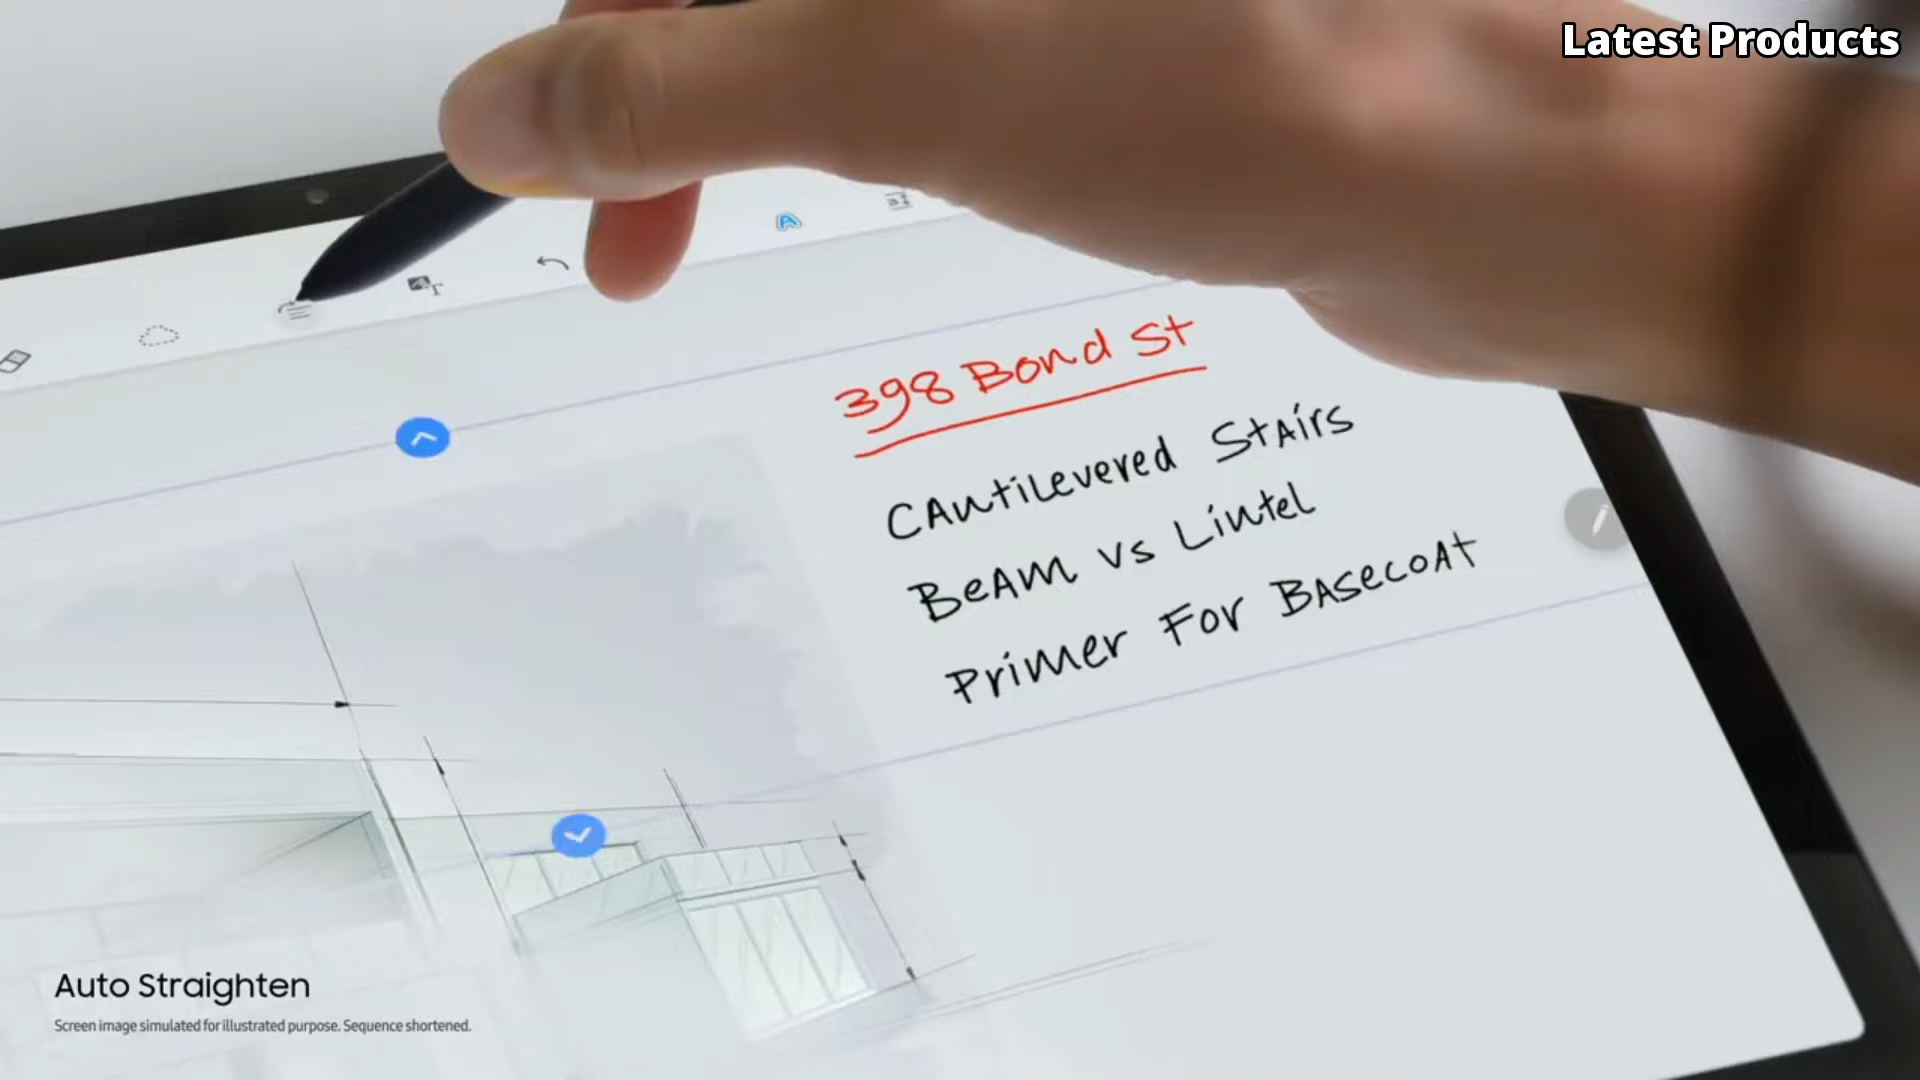 Latest Products
398 Bond St
CAntiLevered StAirs
BeAM vs Lintel
Primer For BAsecoAt
Auto Straighten
Screen image simulated for illustrated purpose. Sequence shortened.